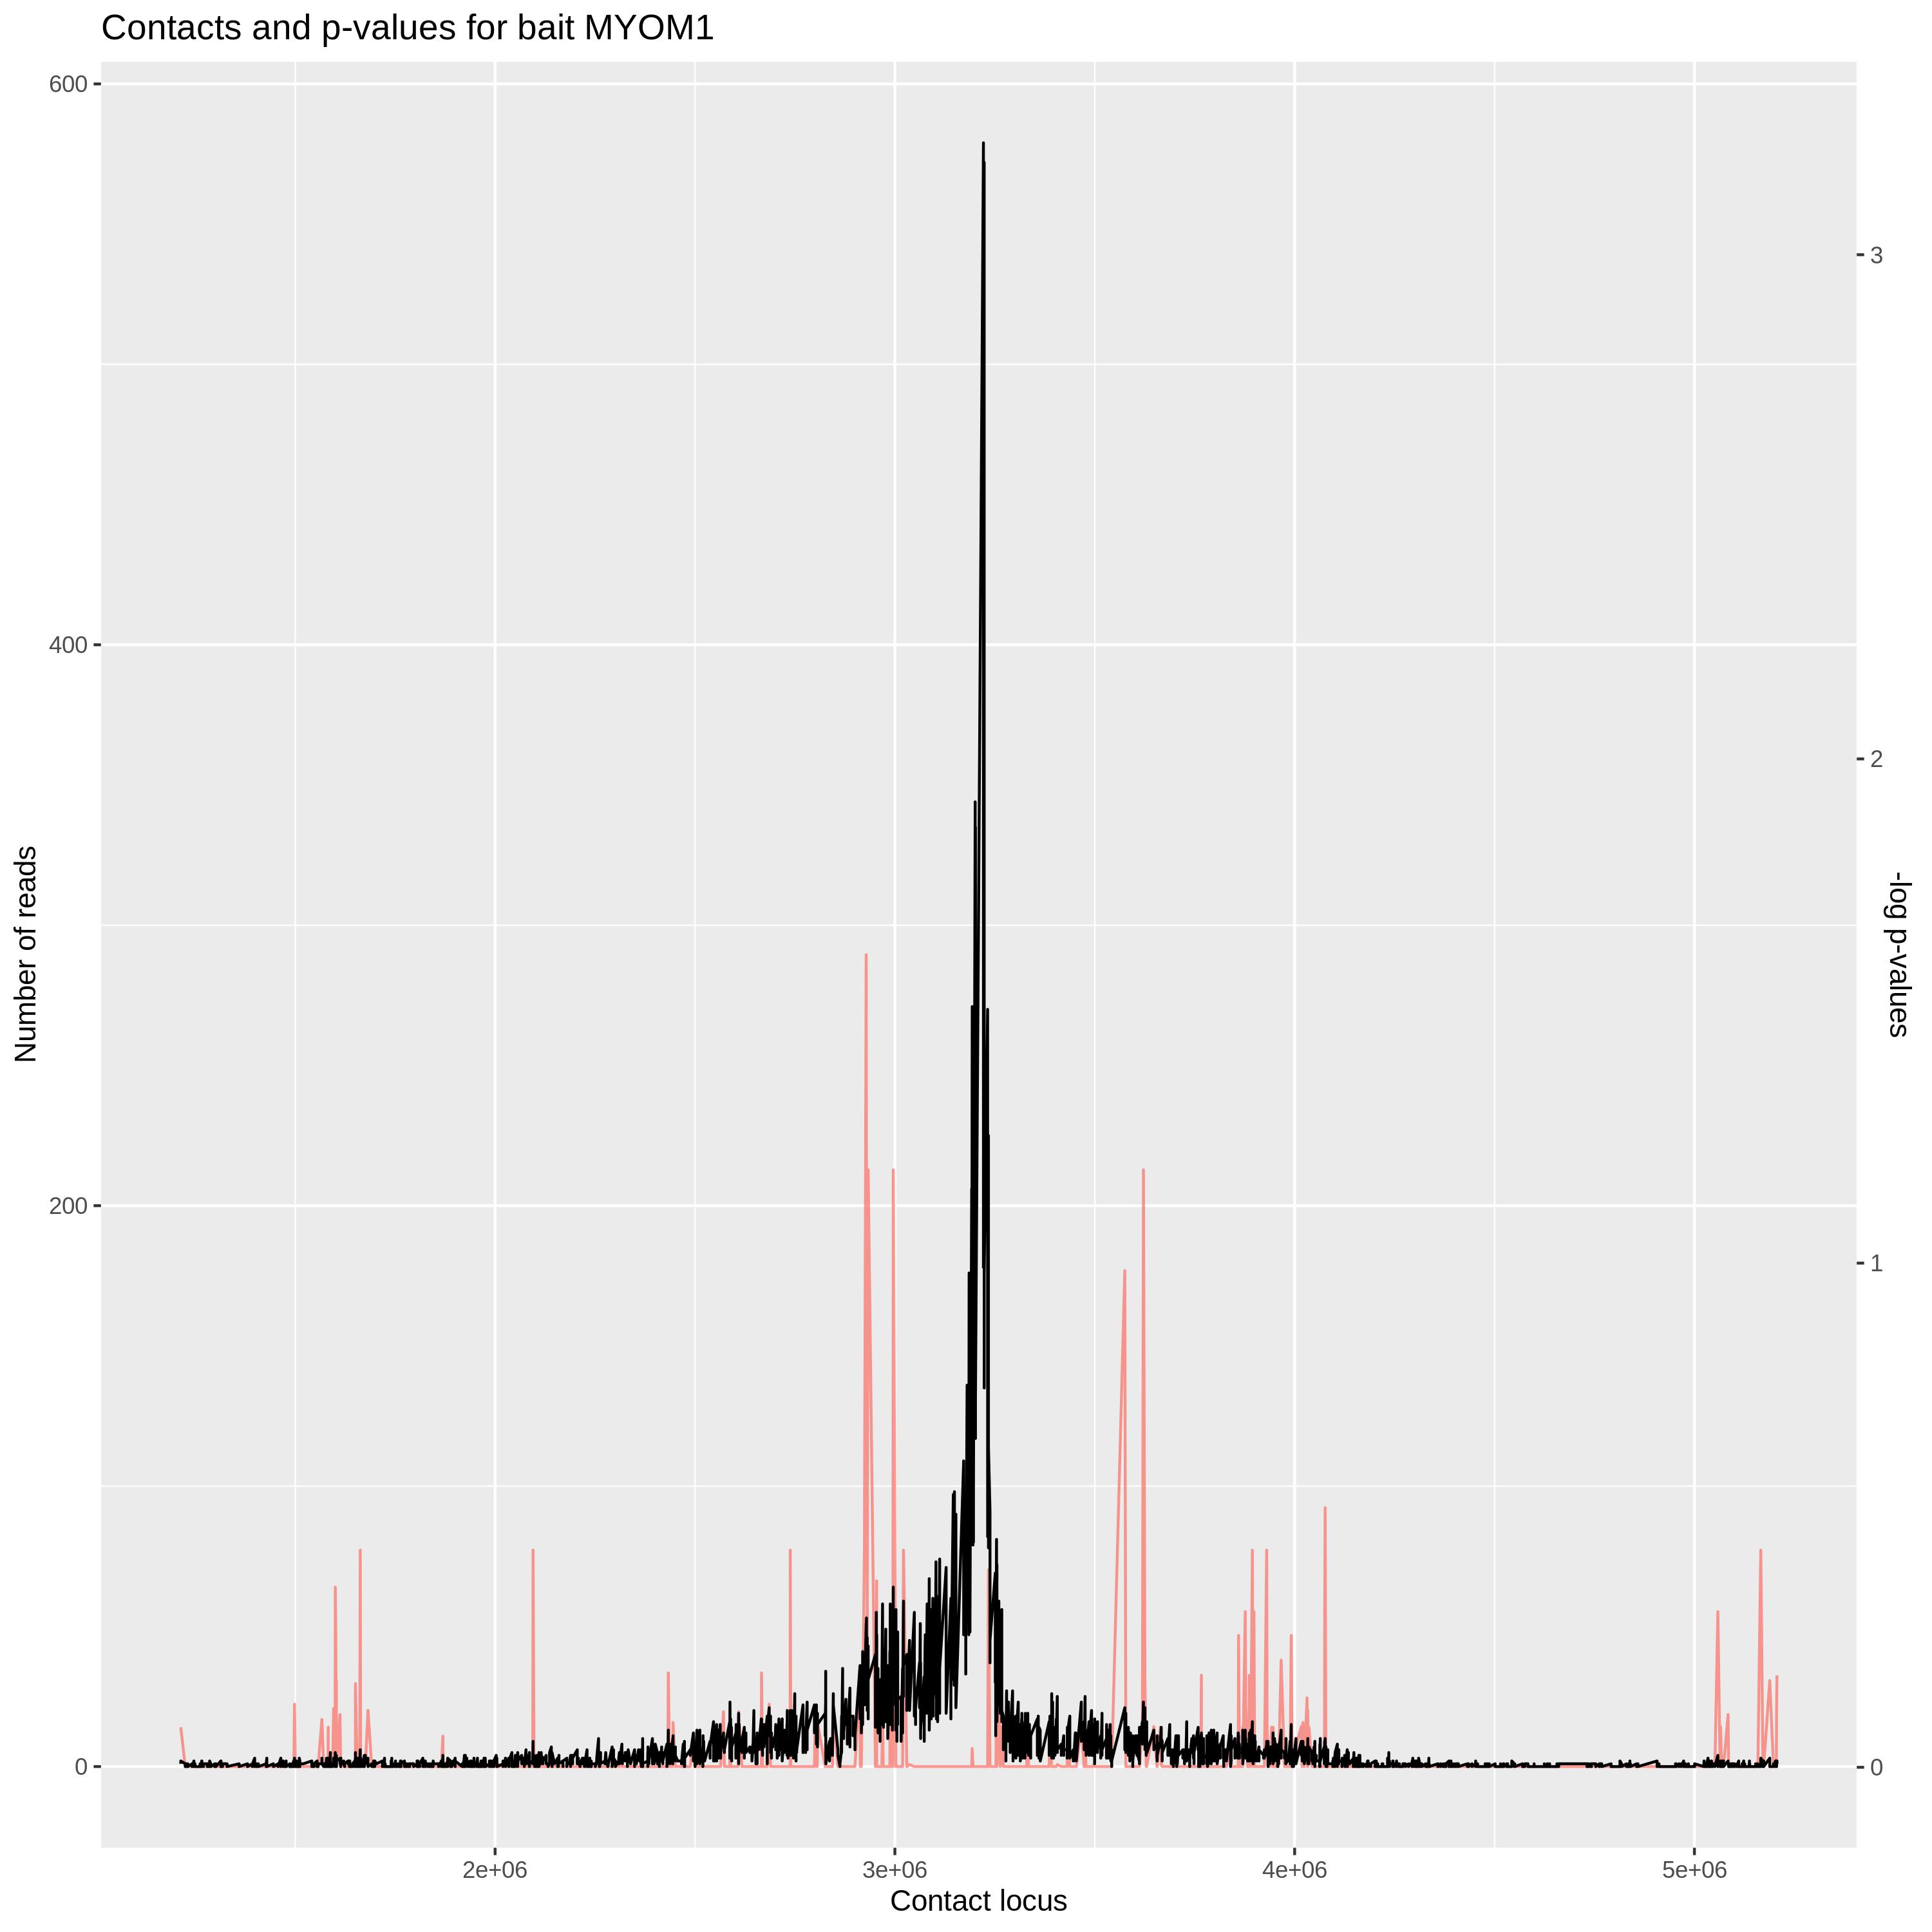 Contacts and p-values for bait MYOM1
600
400
200
0
Number of reads
3
2
1
0
-log p-values
2e+06
3e+06
4e+06
5e+06
Contact locus